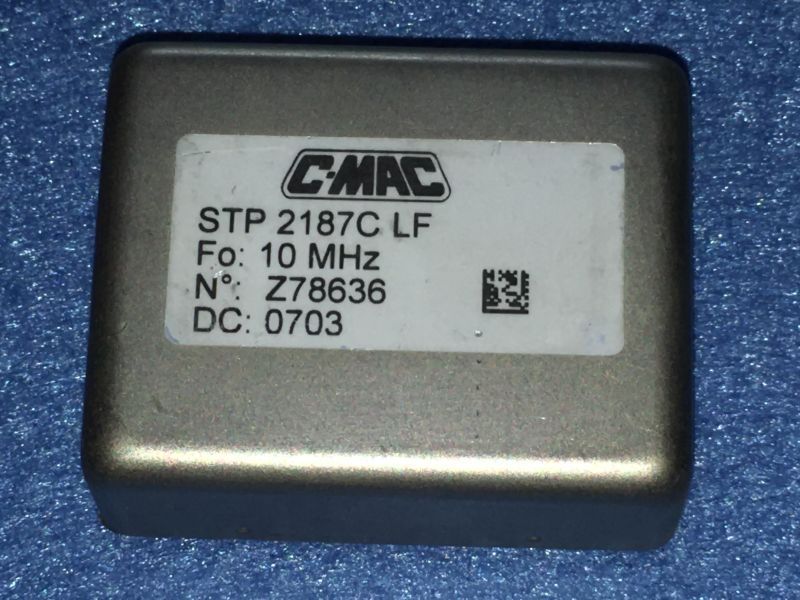 C-MAC
STP 2187C LF
Fo: 10 MHz
N°: Z78636
DC: 0703